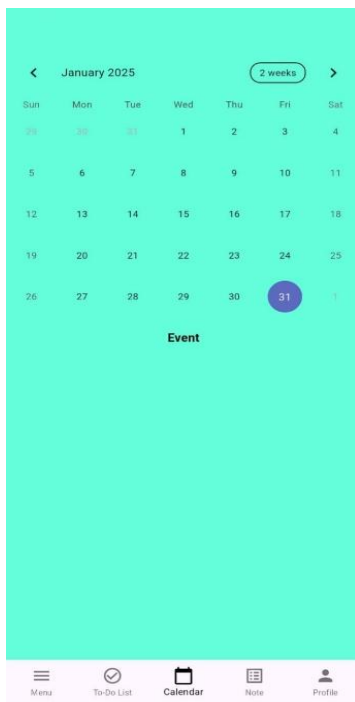 January 2025 2 weeks
Sun Mon Tue Wed Thu Fri Sat
29 30 31 1 2 3 4
5 6 7 8 9 10 11
12 13 14 15 16 17 18
19 20 21 22 23 24 25
26 27 28 29 30 31 1
Event
Menu To-Do List Calendar Note Profile